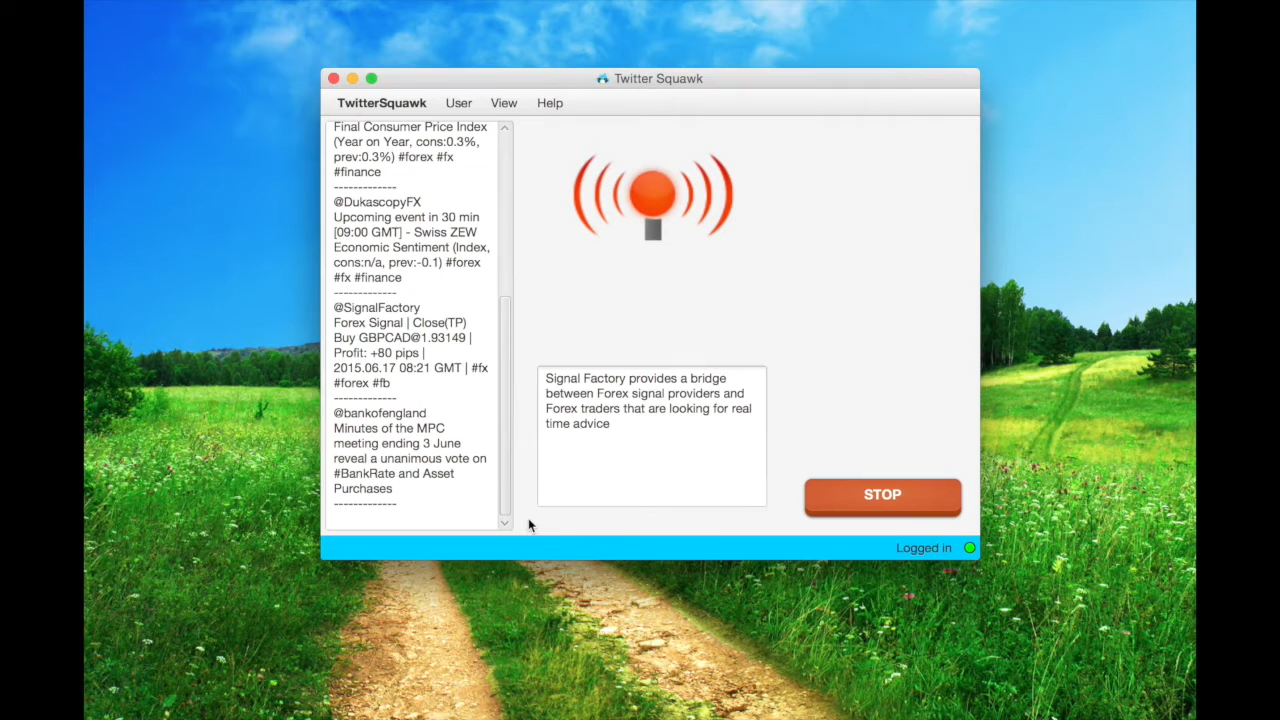 Twitter Squawk
TwitterSquawk User View Help
Final Consumer Price Index
(Year on Year, cons:0.3%,
prev:0.3%) #forex #fx
#finance
-------------
@DukascopyFX
Upcoming event in 30 min
[09:00 GMT] - Swiss ZEW
Economic Sentiment (Index,
cons:n/a, prev:-0.1) #forex
#fx #finance
-------------
@SignalFactory
Forex Signal | Close(TP)
Buy GBPCAD@1.93149 |
Profit: +80 pips |
2015.06.17 08:21 GMT | #fx
#forex #fb
-------------
@bankofengland
Minutes of the MPC
meeting ending 3 June
reveal a unanimous vote on
#BankRate and Asset
Purchases
-------------
Signal Factory provides a bridge
between Forex signal providers and
Forex traders that are looking for real
time advice
STOP
Logged in